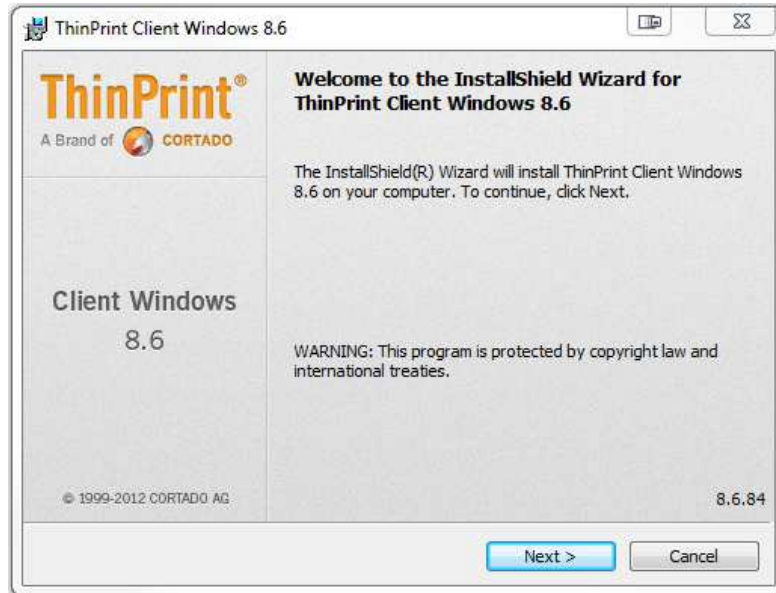 ThinPrint Client Windows 8.6
ThinPrint®
A Brand of CORTADO
Client Windows
8.6
© 1999-2012 CORTADO AG
Welcome to the InstallShield Wizard for
ThinPrint Client Windows 8.6
The InstallShield(R) Wizard will install ThinPrint Client Windows
8.6 on your computer. To continue, click Next.
WARNING: This program is protected by copyright law and
international treaties.
8.6.84
Next >
Cancel